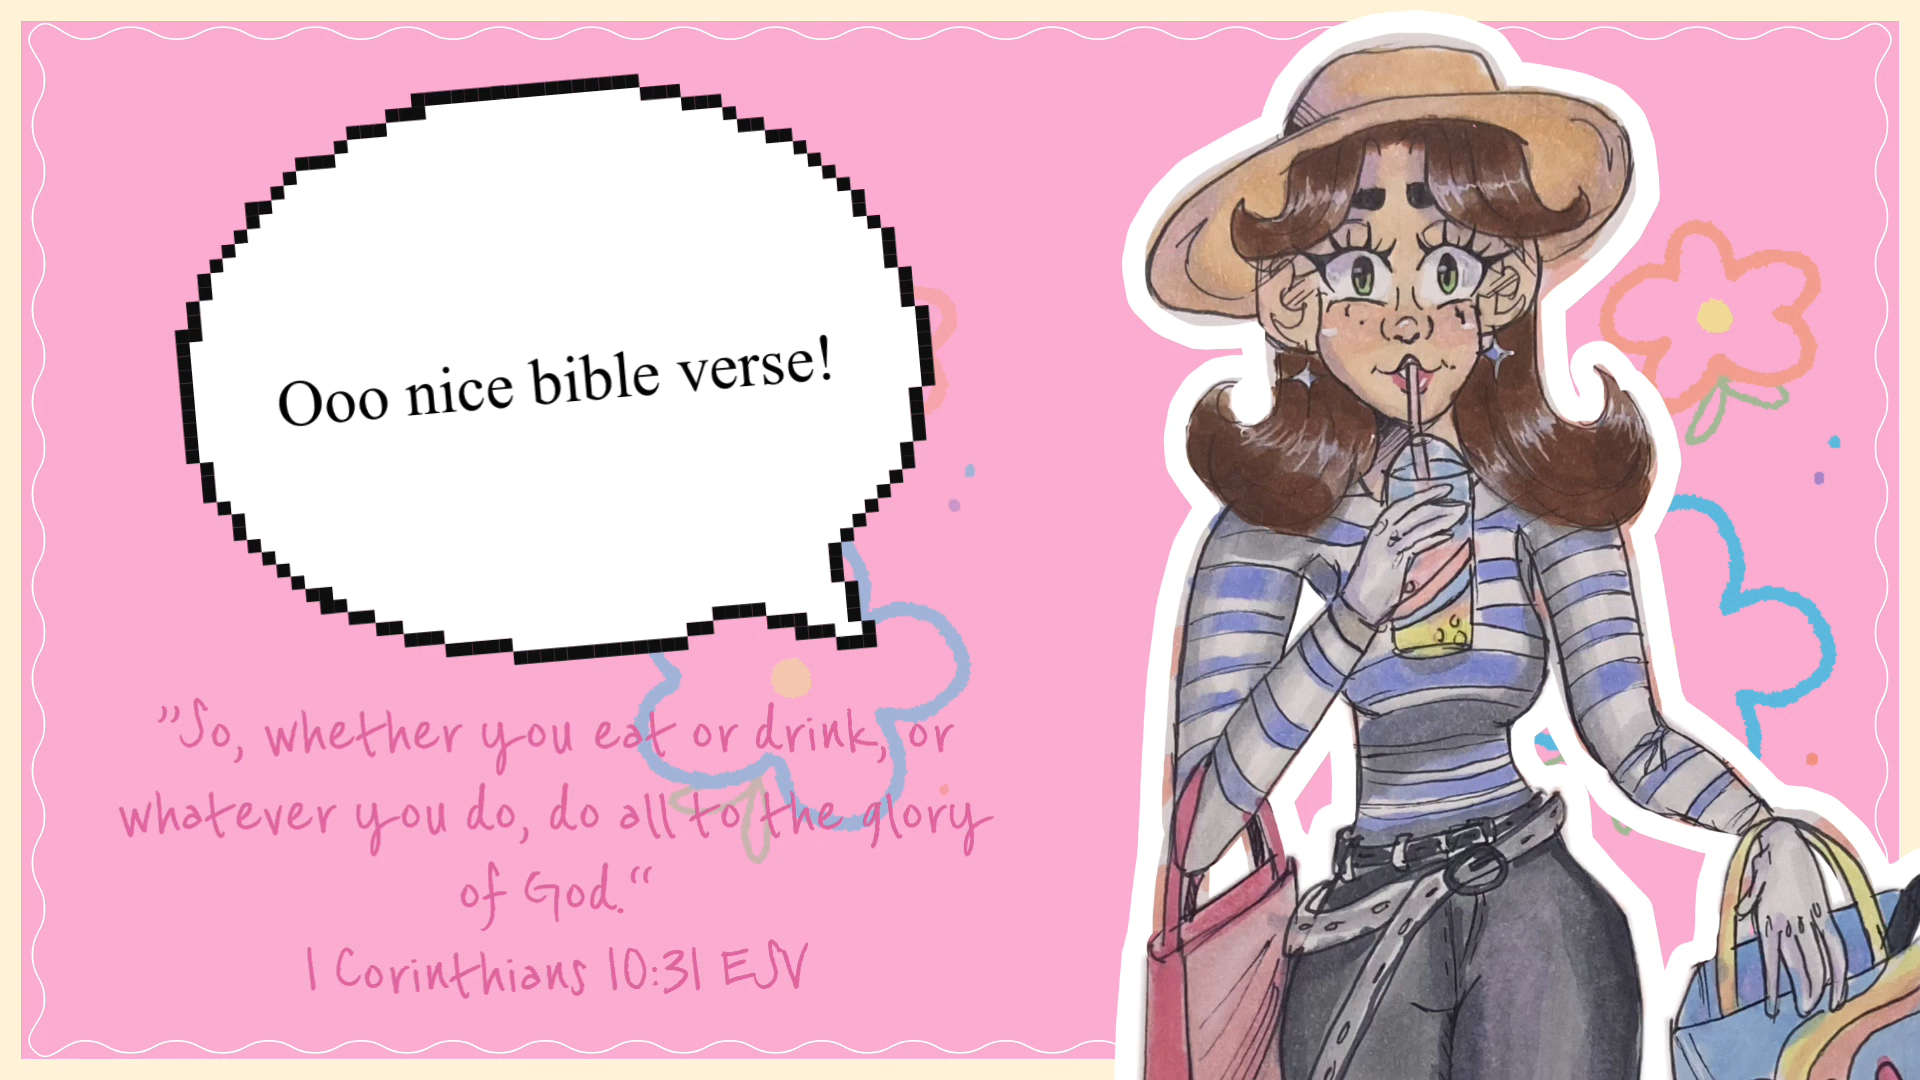 Ooo nice bible verse!
”So, whether you eat or drink, or
whatever you do, do all to the glory
of God.“
1 Corinthians 10:31 ESV